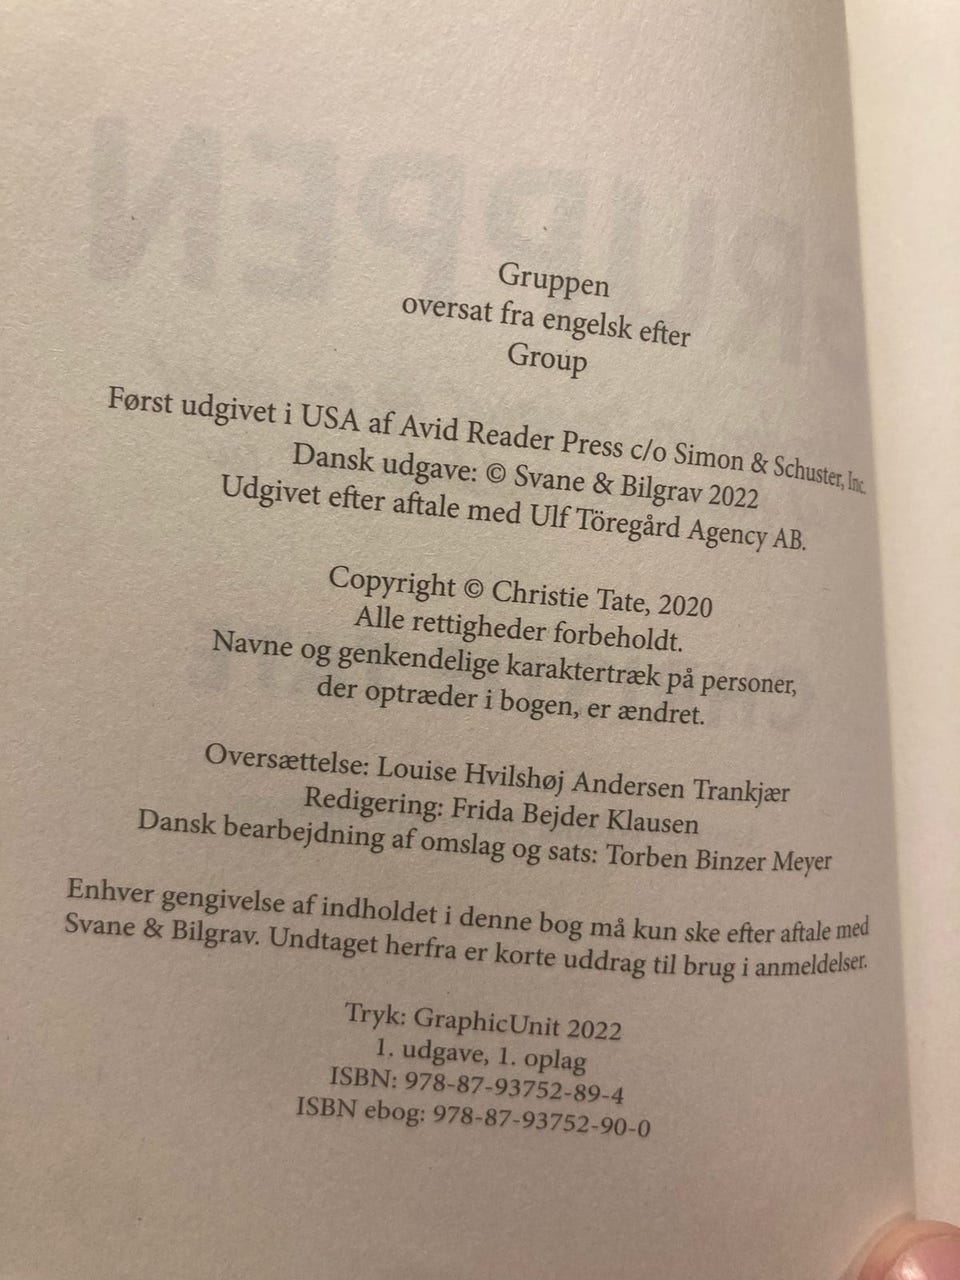 Gruppen
oversat fra engelsk efter
Group
Først udgivet i USA af Avid Reader Press c/o Simon & Schuster, Inc.
Dansk udgave: © Svane & Bilgrav 2022
Udgivet efter aftale med Ulf Töregård Agency AB.
Copyright © Christie Tate, 2020
Alle rettigheder forbeholdt.
Navne og genkendelige karaktertræk på personer,
der optræder i bogen, er ændret.
Oversættelse: Louise Hvilshøj Andersen Trankjær
Redigering: Frida Bejder Klausen
Dansk bearbejdning af omslag og sats: Torben Binzer Meyer
Enhver gengivelse af indholdet i denne bog må kun ske efter aftale med
Svane & Bilgrav. Undtaget herfra er korte uddrag til brug i anmeldelser.
Tryk: GraphicUnit 2022
1. udgave, 1. oplag
ISBN: 978-87-93752-89-4
ISBN ebog: 978-87-93752-90-0